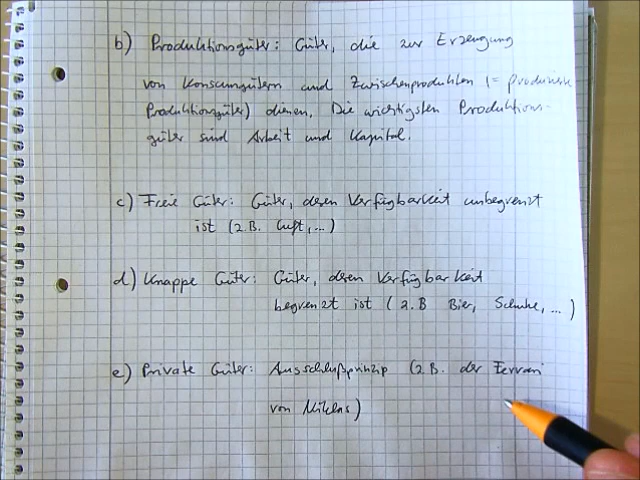 b) Produktionsgüter: Güter, die zur Erzeugung
von Konsumgütern und Zwischenprodukten (= produzierte
Produktionsgüter) dienen. Die wichtigsten Produktions-
güter sind Arbeit und Kapital.
c) Freie Güter: Güter, deren Verfügbarkeit unbegrenzt
ist (z.B. Luft, ...)
d) Knappe Güter: Güter, deren Verfügbarkeit
begrenzt ist (z.B Bier, Schuhe, ...)
e) Private Güter: Ausschlußprinzip (z.B. der Ferrari
von Niklas)